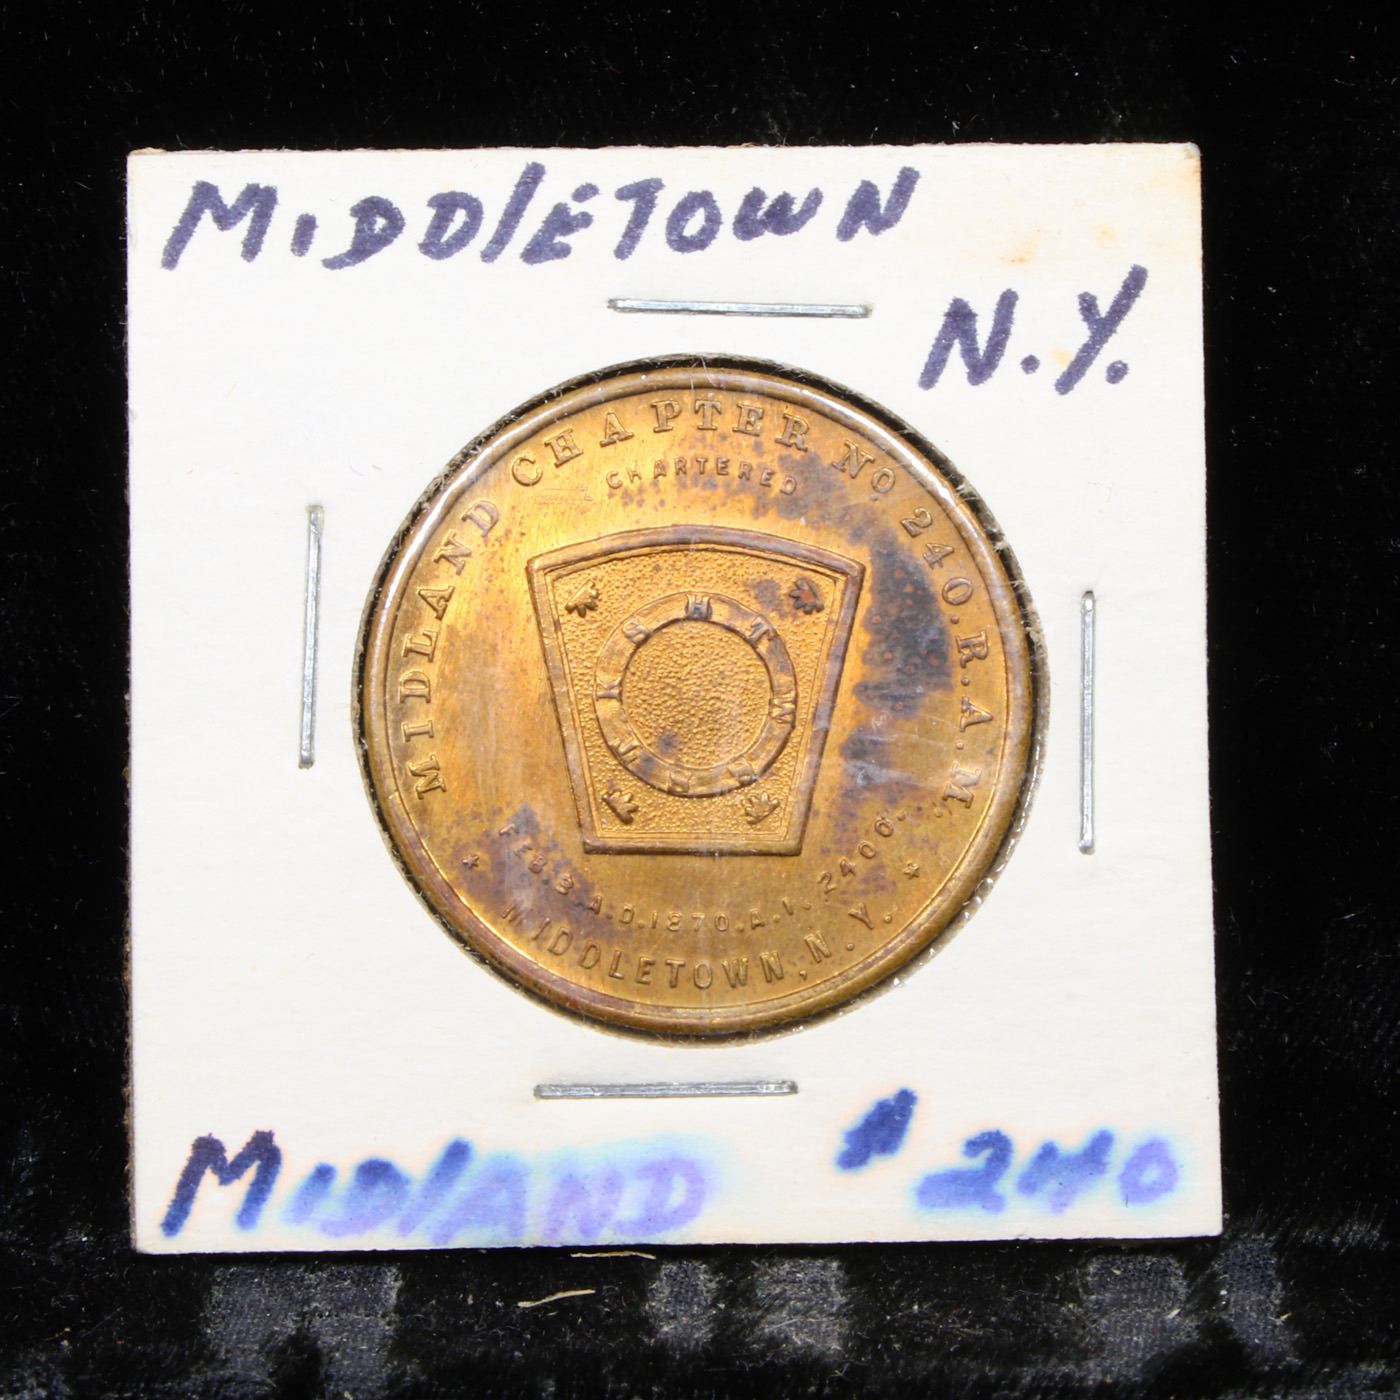 MIDDlETOWN
N.Y.
MIDLAND CHAPTER NO 240.R.A.M.
CHARTERED
H T W S S T K S
FEB.3.A.D.1870.A.I.2400.
MIDDLETOWN, N.Y.
MIDlAND #240